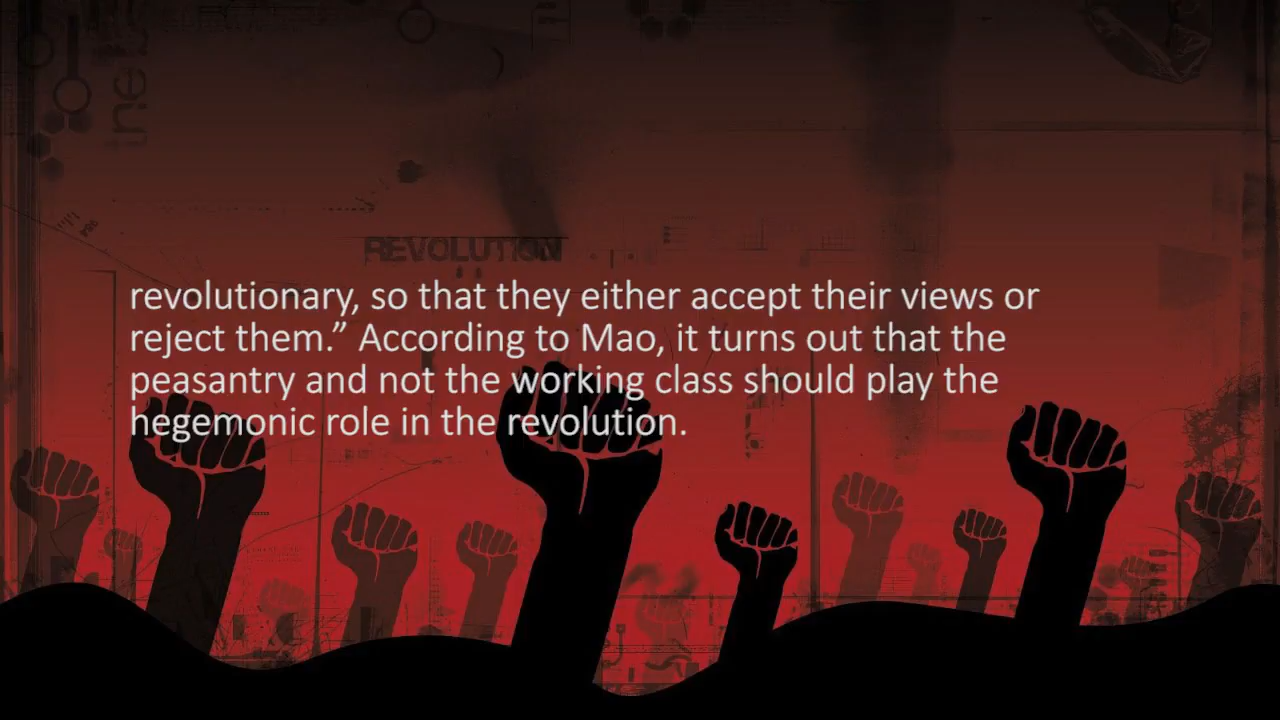 the
REVOLUTION
revolutionary, so that they either accept their views or
reject them.” According to Mao, it turns out that the
peasantry and not the working class should play the
hegemonic role in the revolution.